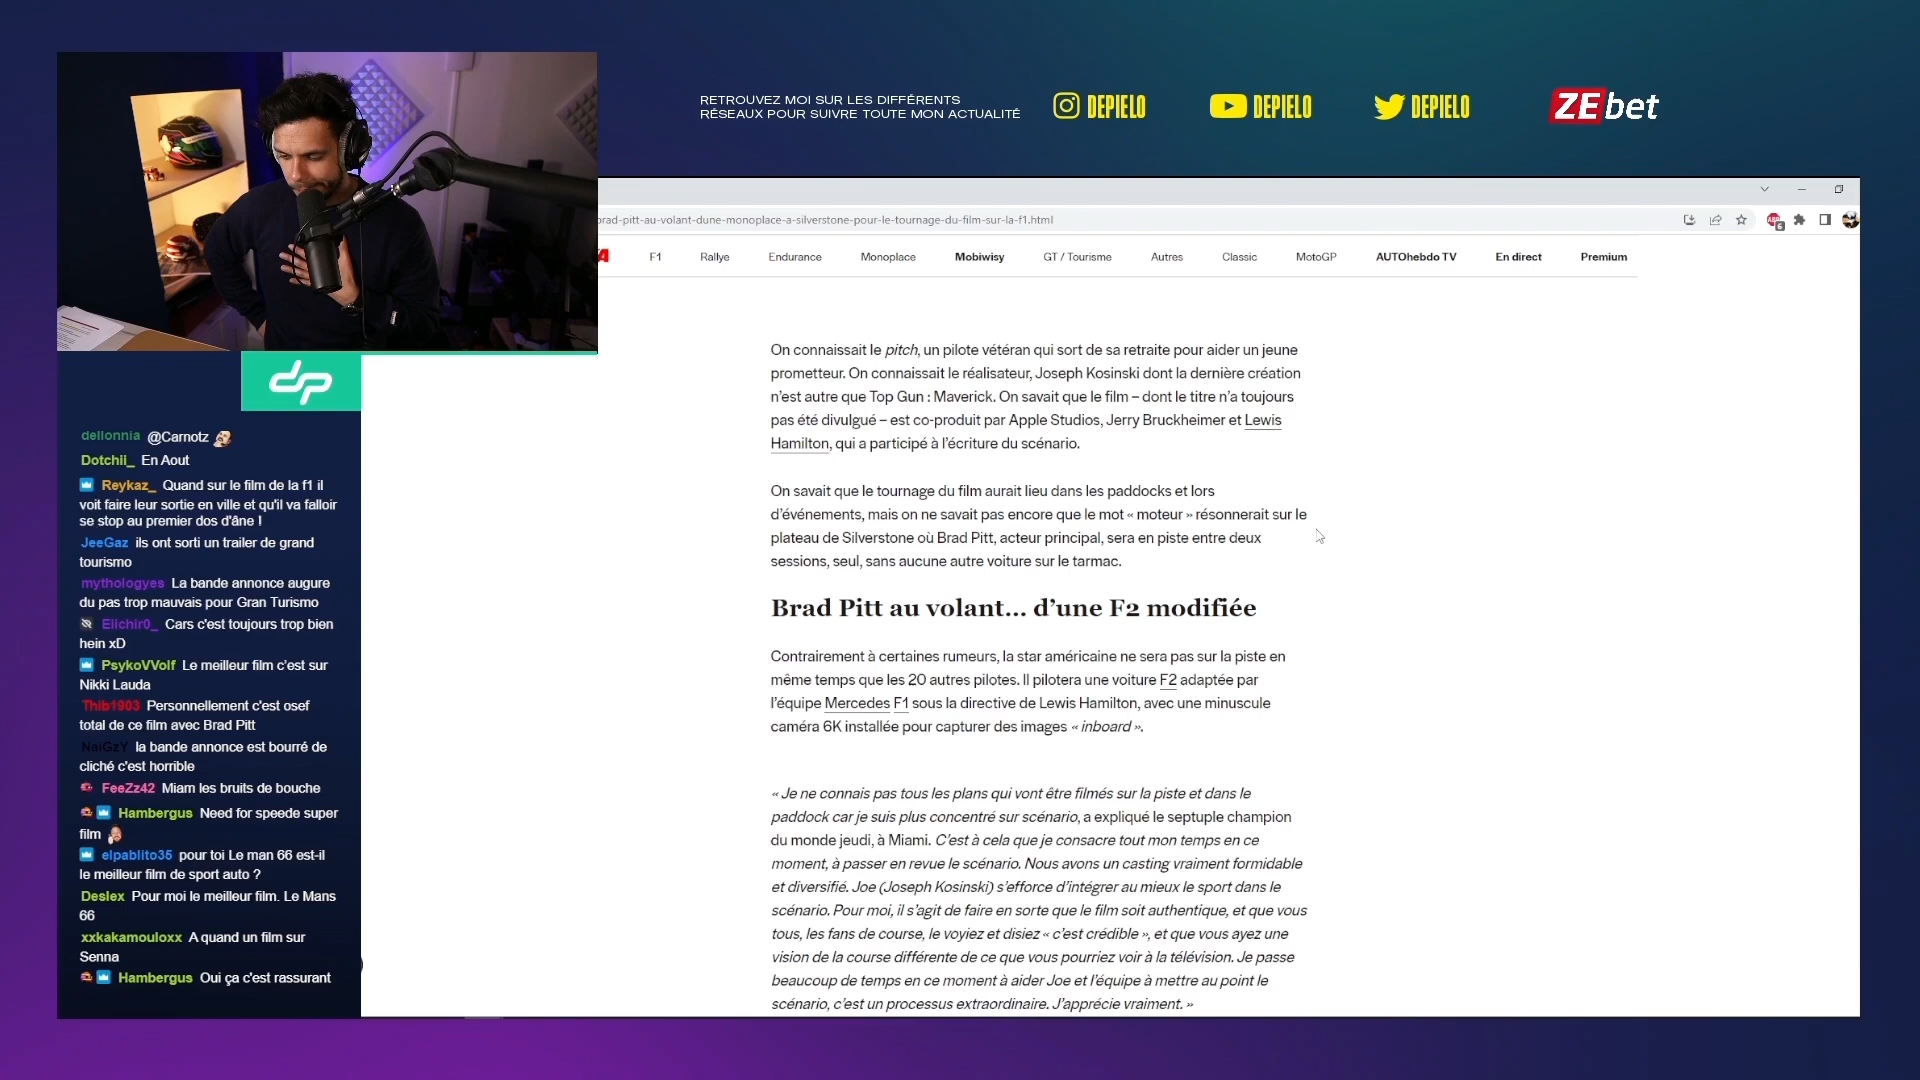 RETROUVEZ MOI SUR LES DIFFÉRENTS
RÉSEAUX POUR SUIVRE TOUTE MON ACTUALITÉ
DEPIELO
DEPIELO
DEPIELO
ZEbet
brad-pitt-au-volant-dune-monoplace-a-silverstone-pour-le-tournage-du-film-sur-la-f1.html
F1 Rallye Endurance Monoplace Mobiwisy GT / Tourisme Autres Classic MotoGP AUTOhebdo TV En direct Premium
On connaissait le pitch, un pilote vétéran qui sort de sa retraite pour aider un jeune
prometteur. On connaissait le réalisateur, Joseph Kosinski dont la dernière création
n’est autre que Top Gun : Maverick. On savait que le film – dont le titre n’a toujours
pas été divulgué – est co-produit par Apple Studios, Jerry Bruckheimer et Lewis
Hamilton, qui a participé à l’écriture du scénario.
On savait que le tournage du film aurait lieu dans les paddocks et lors
d’événements, mais on ne savait pas encore que le mot « moteur » résonnerait sur le
plateau de Silverstone où Brad Pitt, acteur principal, sera en piste entre deux
sessions, seul, sans aucune autre voiture sur le tarmac.
Brad Pitt au volant… d’une F2 modifiée
Contrairement à certaines rumeurs, la star américaine ne sera pas sur la piste en
même temps que les 20 autres pilotes. Il pilotera une voiture F2 adaptée par
l’équipe Mercedes F1 sous la directive de Lewis Hamilton, avec une minuscule
caméra 6K installée pour capturer des images « inboard ».
« Je ne connais pas tous les plans qui vont être filmés sur la piste et dans le
paddock car je suis plus concentré sur scénario, a expliqué le septuple champion
du monde jeudi, à Miami. C’est à cela que je consacre tout mon temps en ce
moment, à passer en revue le scénario. Nous avons un casting vraiment formidable
et diversifié. Joe (Joseph Kosinski) s’efforce d’intégrer au mieux le sport dans le
scénario. Pour moi, il s’agit de faire en sorte que le film soit authentique, et que vous
tous, les fans de course, le voyiez et disiez « c’est crédible », et que vous ayez une
vision de la course différente de ce que vous pourriez voir à la télévision. Je passe
beaucoup de temps en ce moment à aider Joe et l’équipe à mettre au point le
scénario, c’est un processus extraordinaire. J’apprécie vraiment. »
dp
dellonnia @Carnotz
Dotchii_ En Aout
Reykaz_ Quand sur le film de la f1 il
voit faire leur sortie en ville et qu'il va falloir
se stop au premier dos d'âne !
JeeGaz ils ont sorti un trailer de grand
tourismo
mythologyes La bande annonce augure
du pas trop mauvais pour Gran Turismo
Elichir0_ Cars c'est toujours trop bien
hein xD
PsykoVVolf Le meilleur film c'est sur
Nikki Lauda
Thib1903 Personnellement c'est osef
total de ce film avec Brad Pitt
NaiGzY la bande annonce est bourré de
cliché c'est horrible
FeeZz42 Miam les bruits de bouche
Hambergus Need for speede super
film
elpablito35 pour toi Le man 66 est-il
le meilleur film de sport auto ?
Deslex Pour moi le meilleur film. Le Mans
66
xxkakamouloxx A quand un film sur
Senna
Hambergus Oui ça c'est rassurant